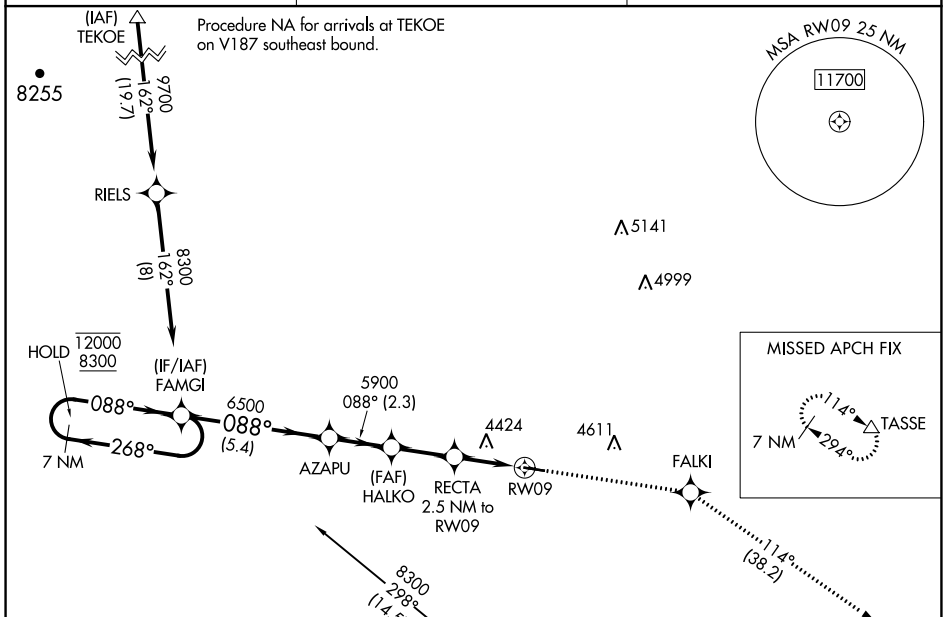 (IAF)
TEKOE
Procedure NA for arrivals at TEKOE
on V187 southeast bound.
MSA RW09 25 NM
11700
8255
9700
162°
(19.7)
RIELS
5141
4999
8300
162°
(8)
HOLD
12000
8300
(IF/IAF)
FAMGI
088°
268°
7 NM
6500
088°
(5.4)
5900
088° (2.3)
AZAPU
(FAF)
HALKO
RECTA
2.5 NM to
RW09
4424
RW09
4611
FALKI
MISSED APCH FIX
114°
TASSE
7 NM
294°
114°
(38.2)
8300
298°